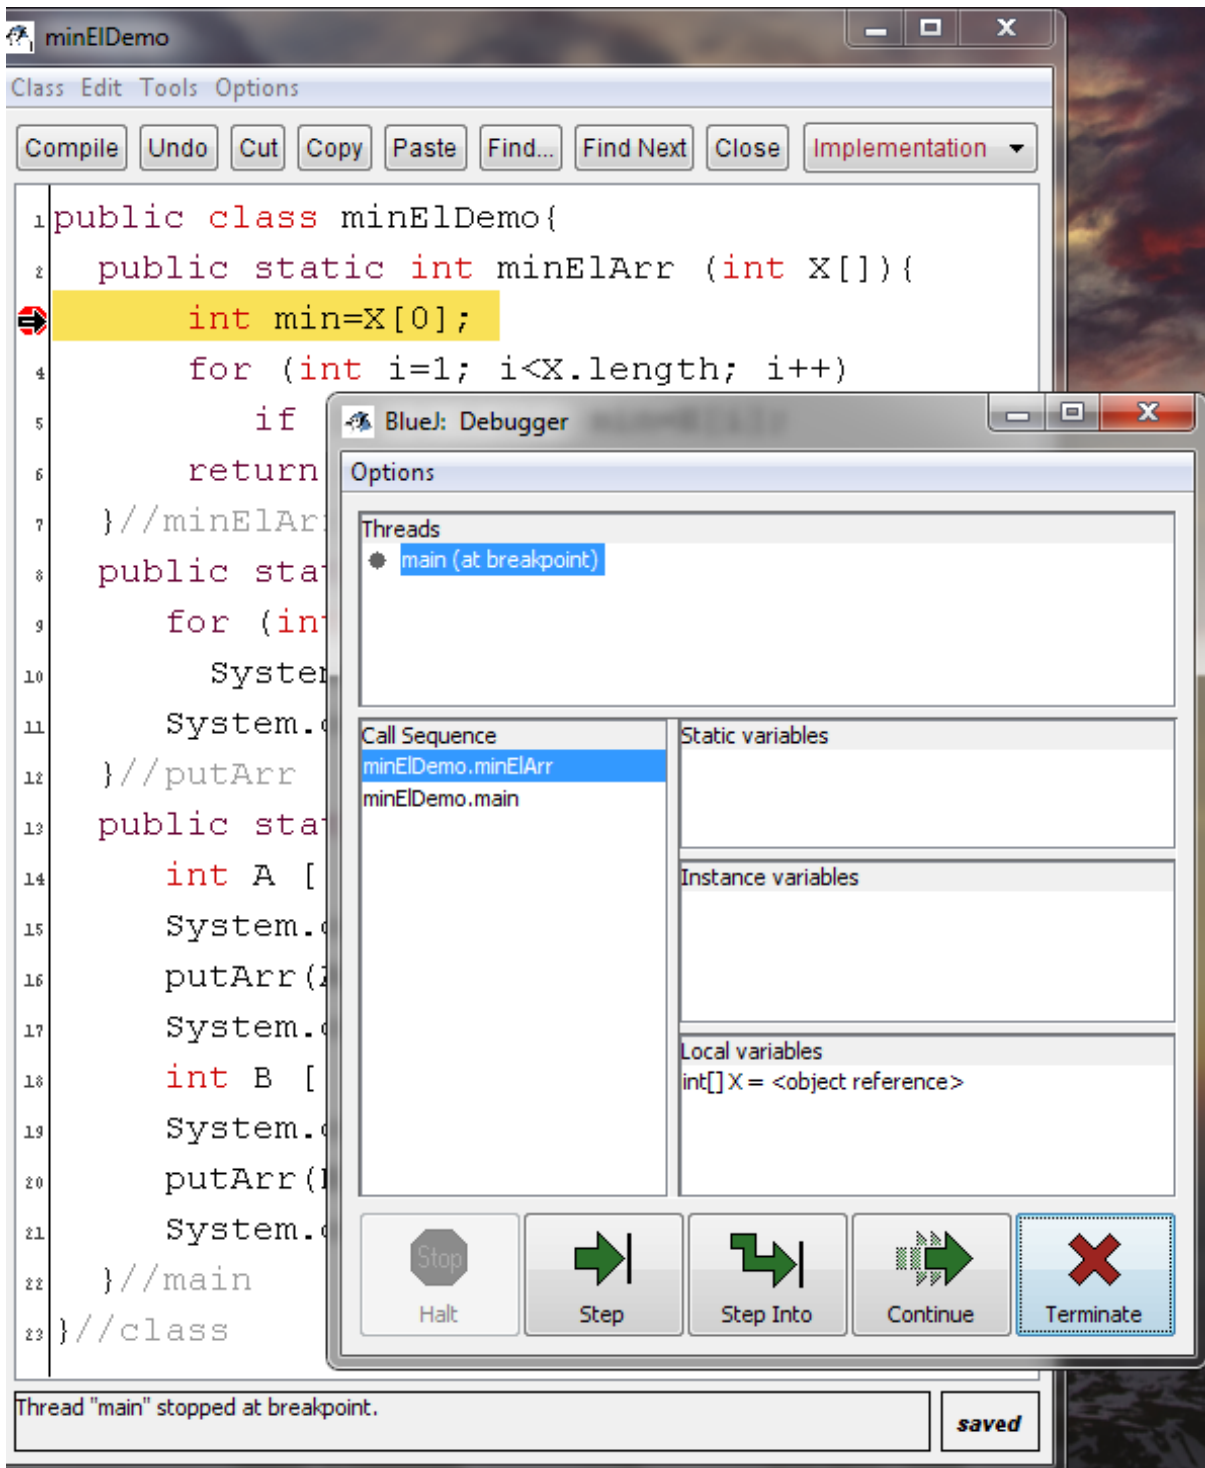 minElDemo
Class Edit Tools Options
Compile Undo Cut Copy Paste Find... Find Next Close Implementation
1 public class minElDemo{
2 public static int minElArr (int X[]){
int min=X[0];
4 for (int i=1; i<X.length; i++)
5 if
6 return
7 }//minElAr
8 public sta
9 for (in
10 System
11 System.
12 }//putArr
13 public sta
14 int A [
15 System.
16 putArr(
17 System.
18 int B [
19 System.
20 putArr(
21 System.
22 }//main
23 }//class
Thread "main" stopped at breakpoint.
saved
BlueJ: Debugger
Options
Threads
main (at breakpoint)
Call Sequence
minElDemo.minElArr
minElDemo.main
Static variables
Instance variables
Local variables
int[] X = <object reference>
Stop
Halt Step Step Into Continue Terminate